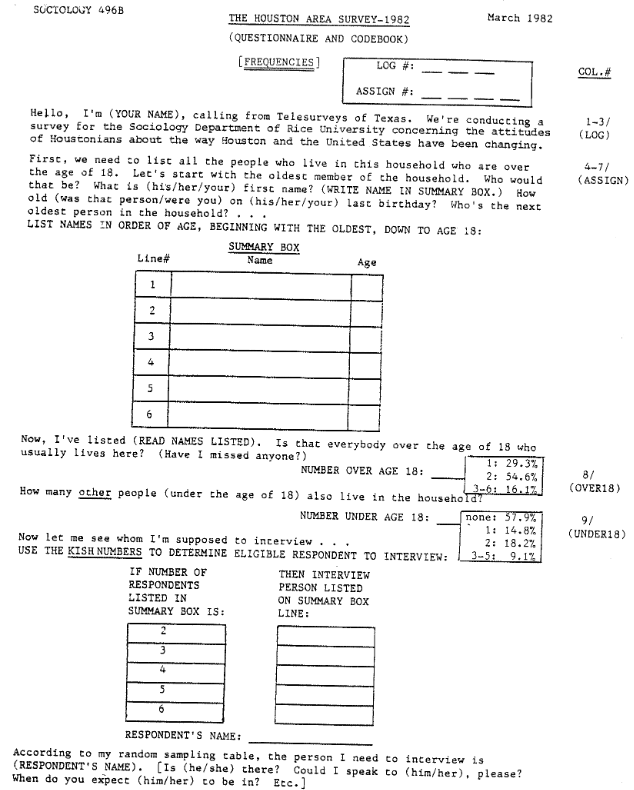 SOCIOLOGY 496B
THE HOUSTON AREA SURVEY-1982
March 1982
(QUESTIONNAIRE AND CODEBOOK)
[FREQUENCIES]
LOG #: ___ ___ ___
ASSIGN #: ___ ___ ___ ___
COL.#
Hello, I'm (YOUR NAME), calling from Telesurveys of Texas. We're conducting a
survey for the Sociology Department of Rice University concerning the attitudes
of Houstonians about the way Houston and the United States have been changing.
1-3/
(LOG)
First, we need to list all the people who live in this household who are over
the age of 18. Let's start with the oldest member of the household. Who would
that be? What is (his/her/your) first name? (WRITE NAME IN SUMMARY BOX.) How
old (was that person/were you) on (his/her/your) last birthday? Who's the next
oldest person in the household? . . .
LIST NAMES IN ORDER OF AGE, BEGINNING WITH THE OLDEST, DOWN TO AGE 18:
4-7/
(ASSIGN)
SUMMARY BOX
Line# Name Age
1
2
3
4
5
6
Now, I've listed (READ NAMES LISTED). Is that everybody over the age of 18 who
usually lives here? (Have I missed anyone?)
NUMBER OVER AGE 18: ____
1: 29.3%
2: 54.6%
3-6: 16.1%
8/
(OVER18)
How many other people (under the age of 18) also live in the household?
NUMBER UNDER AGE 18: ____
none: 57.9%
1: 14.8%
2: 18.2%
3-5: 9.1%
9/
(UNDER18)
Now let me see whom I'm supposed to interview . . .
USE THE KISH NUMBERS TO DETERMINE ELIGIBLE RESPONDENT TO INTERVIEW:
IF NUMBER OF
RESPONDENTS
LISTED IN
SUMMARY BOX IS:
THEN INTERVIEW
PERSON LISTED
ON SUMMARY BOX
LINE:
2
3
4
5
6
RESPONDENT'S NAME: ____________
According to my random sampling table, the person I need to interview is
(RESPONDENT'S NAME). [Is (he/she) there? Could I speak to (him/her), please?
When do you expect (him/her) to be in? Etc.]